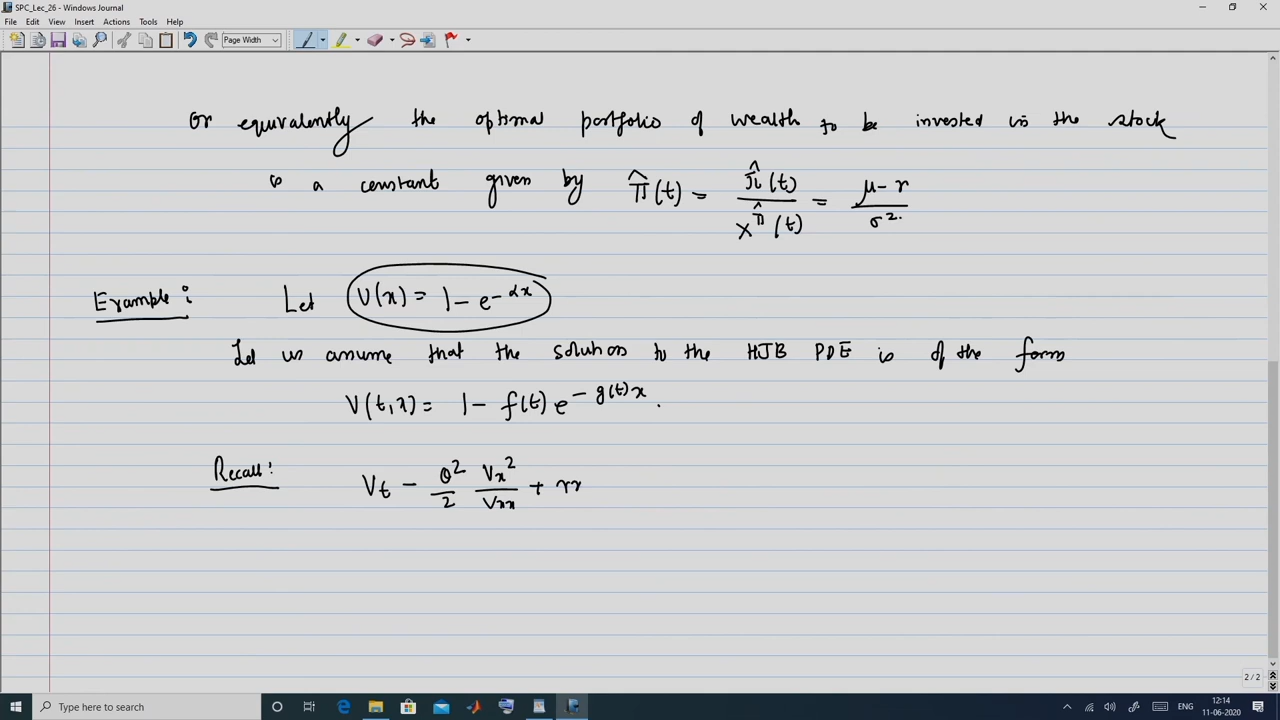 SPC_Lec_26 - Windows Journal
File Edit View Insert Actions Tools Help
Page Width
Or equivalently the optimal portfolio of wealth to be invested in the stock
is a constant given by Π̂(t) = π̂(t) / X^Π̂(t) = μ - r / σ²
Example: Let U(x) = 1 - e^{-αx}
Let us assume that the solution to the HJB PDE is of the form
V(t,x) = 1 - f(t) e^{-g(t)x}.
Recall: V_t - θ²/2 V_x²/V_xx + rx
2/2
Type here to search
ENG
12:14
11-06-2020